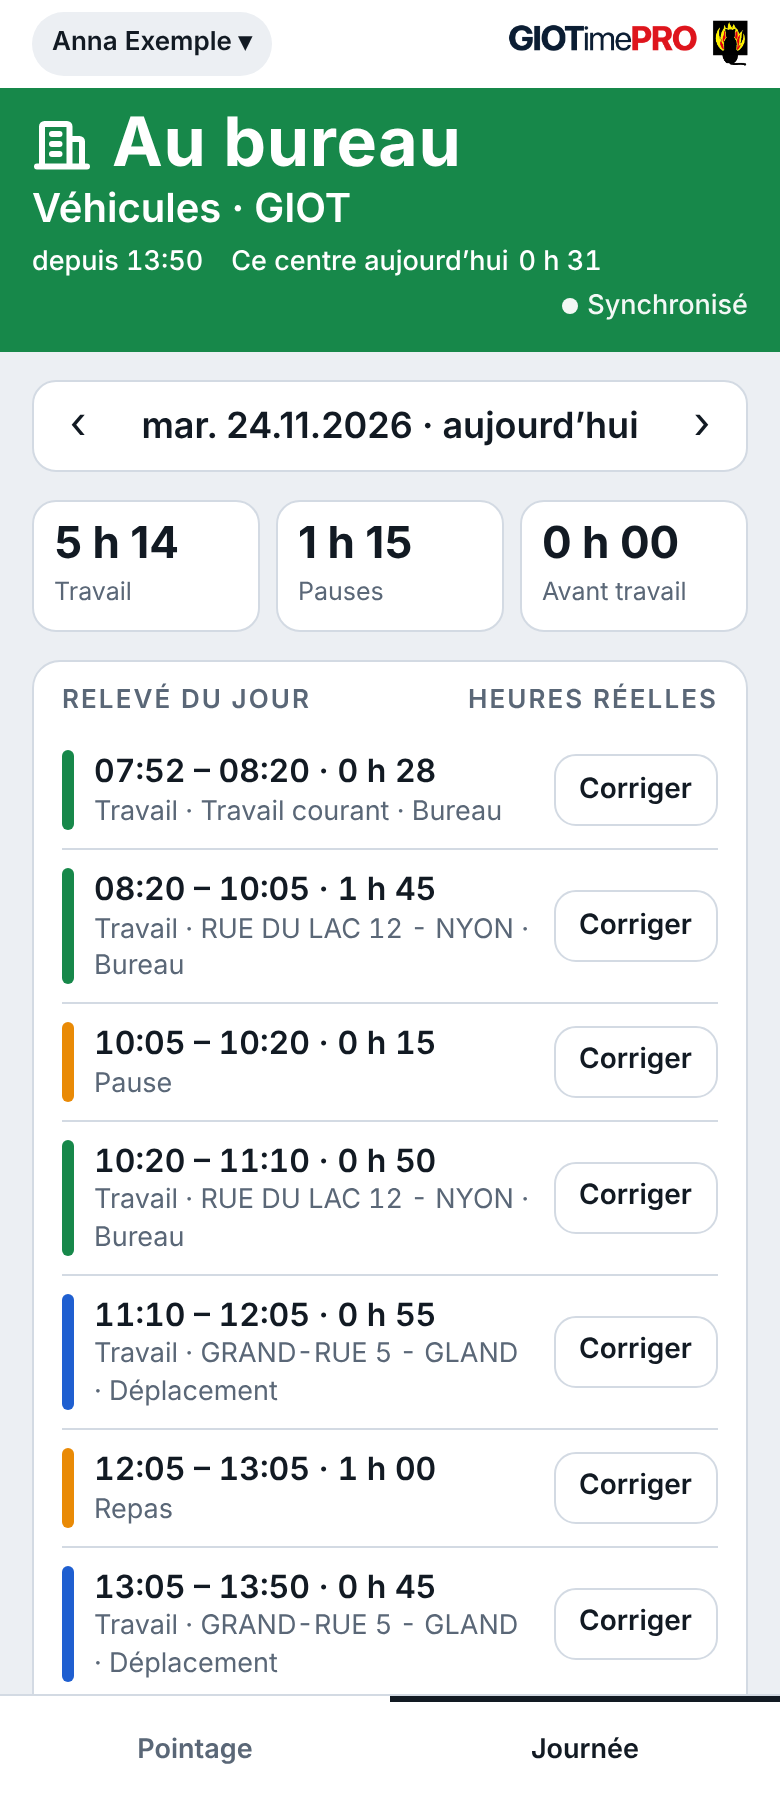 Anna Exemple ▾
GIOTimePRO
Au bureau
Véhicules · GIOT
depuis 13:50 Ce centre aujourd’hui 0 h 31
Synchronisé
‹ mar. 24.11.2026 · aujourd’hui ›
5 h 14
Travail
1 h 15
Pauses
0 h 00
Avant travail
RELEVÉ DU JOUR
HEURES RÉELLES
07:52 – 08:20 · 0 h 28
Travail · Travail courant · Bureau
Corriger
08:20 – 10:05 · 1 h 45
Travail · RUE DU LAC 12 - NYON ·
Bureau
Corriger
10:05 – 10:20 · 0 h 15
Pause
Corriger
10:20 – 11:10 · 0 h 50
Travail · RUE DU LAC 12 - NYON ·
Bureau
Corriger
11:10 – 12:05 · 0 h 55
Travail · GRAND-RUE 5 - GLAND
· Déplacement
Corriger
12:05 – 13:05 · 1 h 00
Repas
Corriger
13:05 – 13:50 · 0 h 45
Travail · GRAND-RUE 5 - GLAND
· Déplacement
Corriger
Pointage
Journée